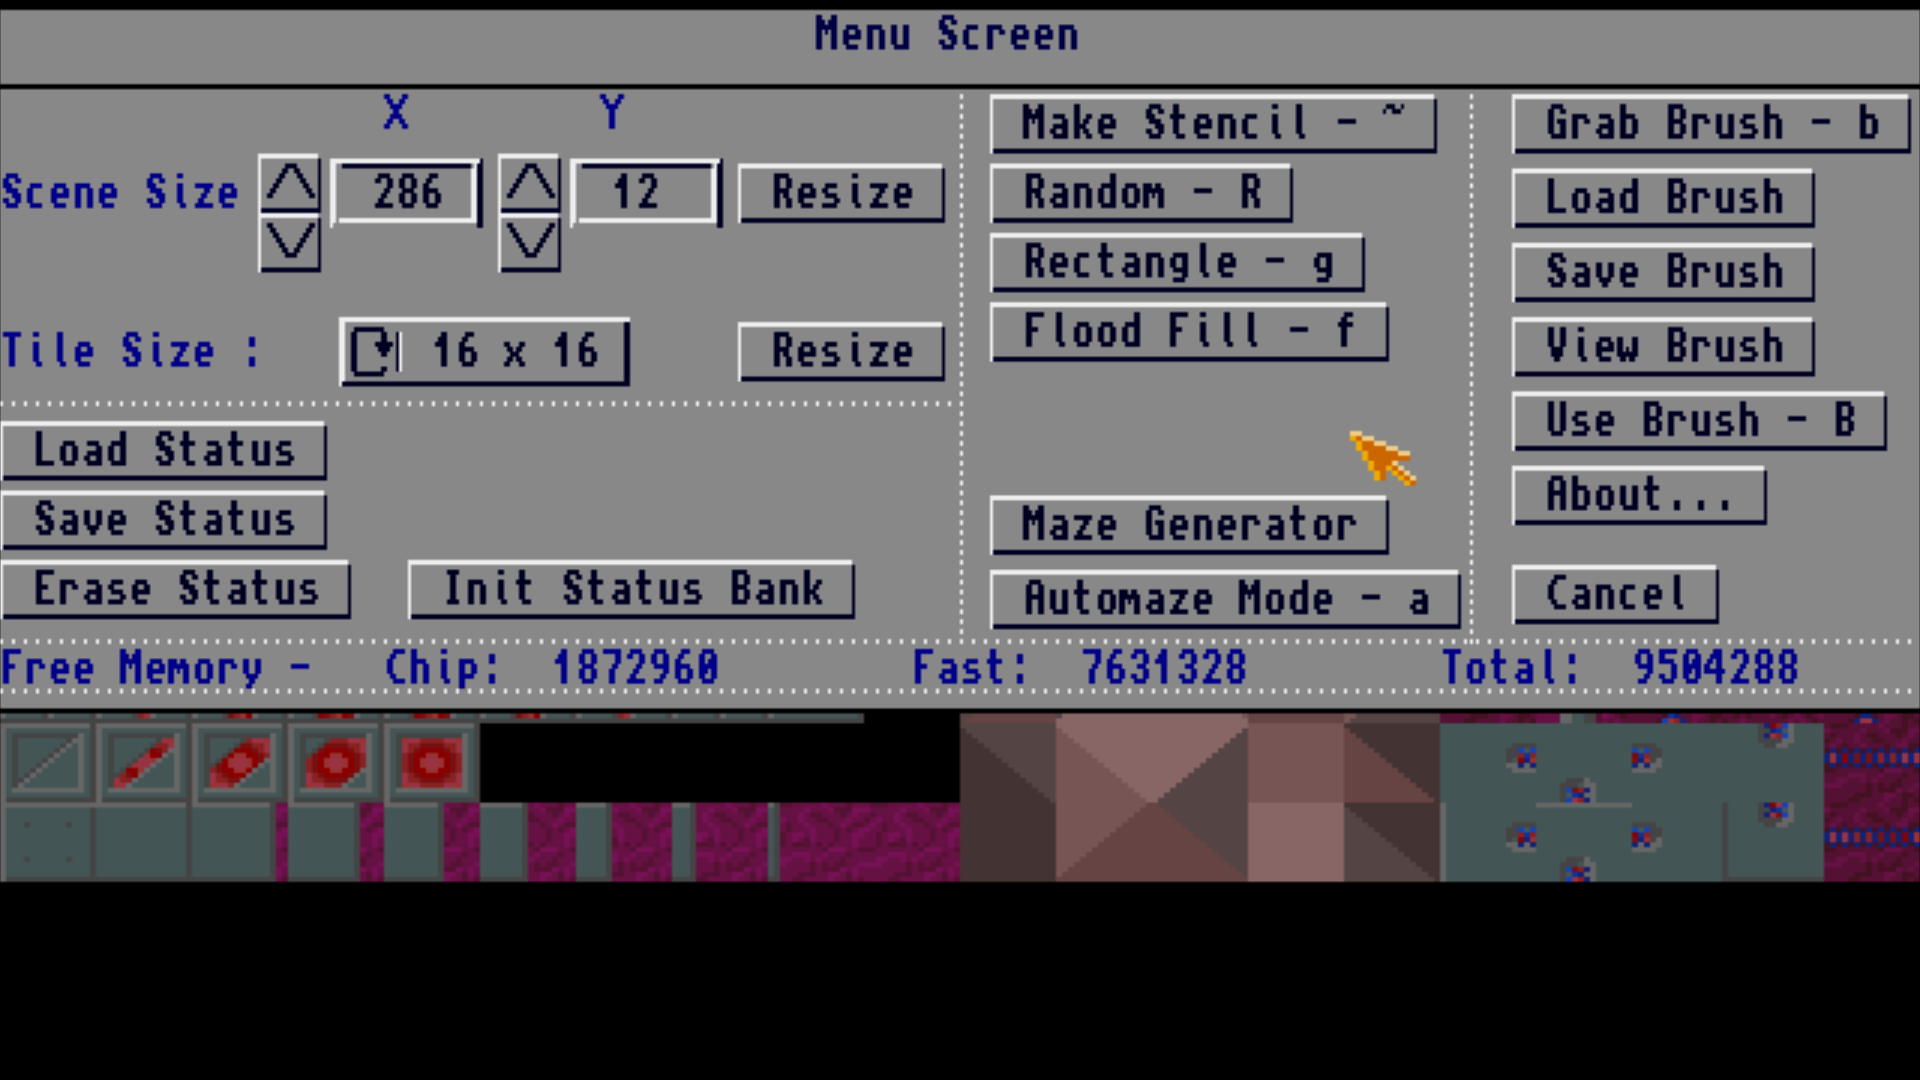 Menu Screen
X Y
Scene Size 286 12 Resize
Tile Size : 16 x 16 Resize
Load Status
Save Status
Erase Status Init Status Bank
Make Stencil - ~
Random - R
Rectangle - g
Flood Fill - f
Maze Generator
Automaze Mode - a
Grab Brush - b
Load Brush
Save Brush
View Brush
Use Brush - B
About...
Cancel
Free Memory - Chip: 1872960 Fast: 7631328 Total: 9504288